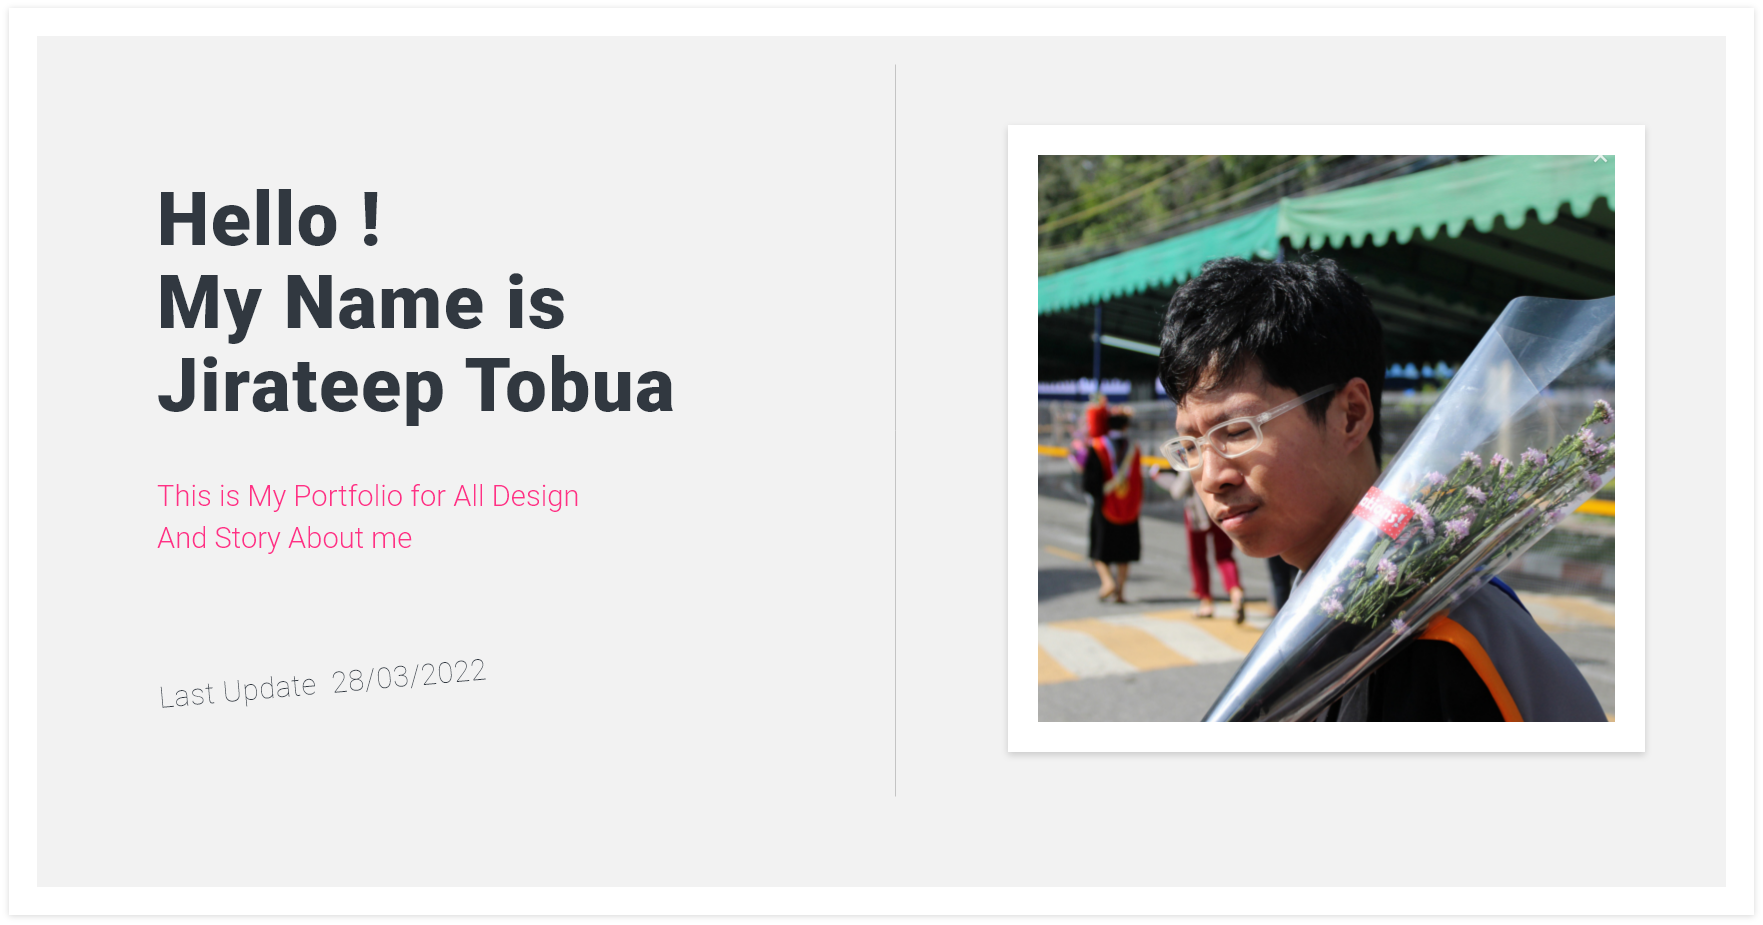 Hello !
My Name is
Jirateep Tobua
This is My Portfolio for All Design
And Story About me
Last Update 28/03/2022
ations!